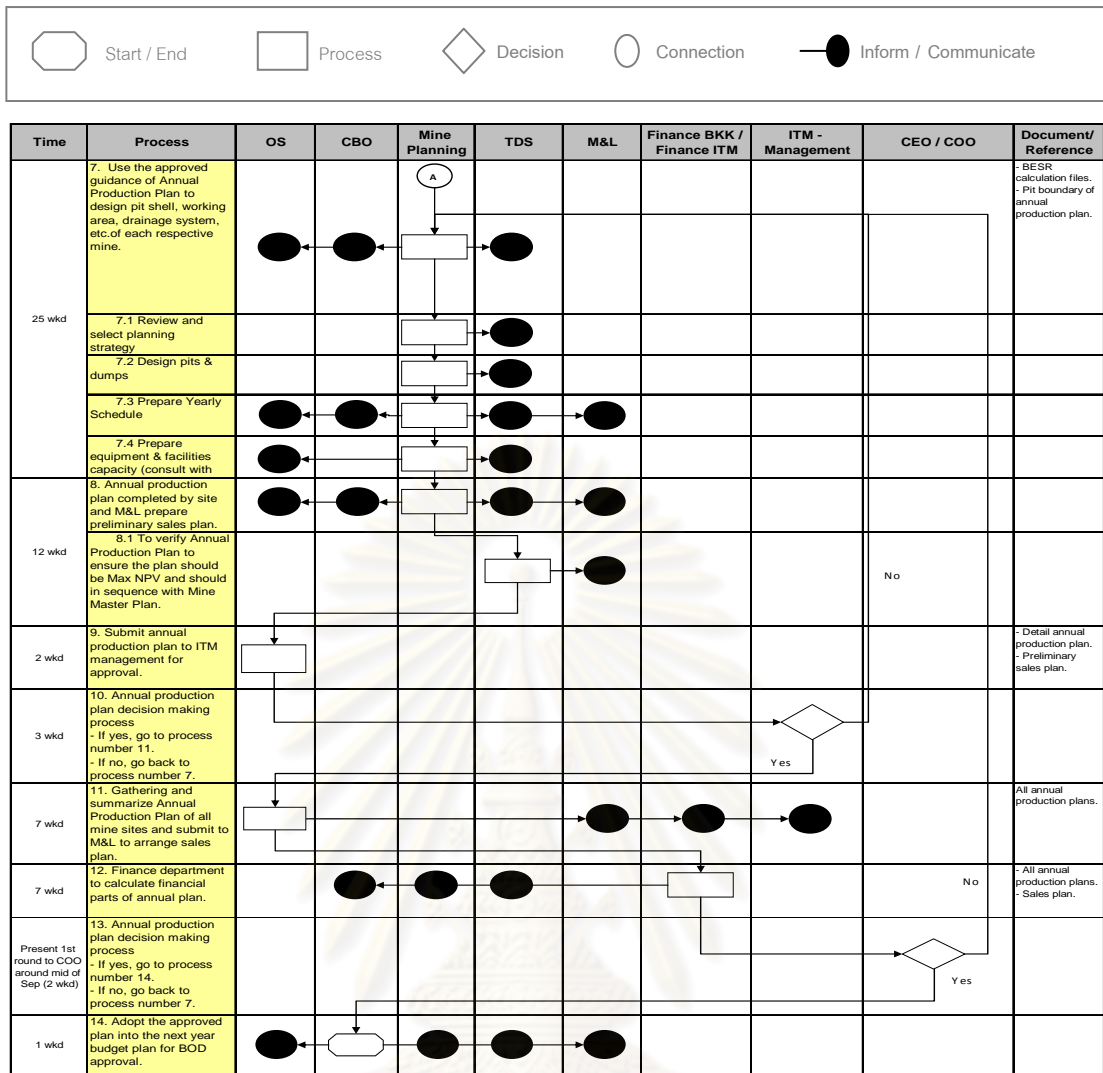 Start / End
Process
Decision
Connection
Inform / Communicate
Time
Process
OS
CBO
Mine
Planning
TDS
M&L
Finance BKK /
Finance ITM
ITM -
Management
CEO / COO
Document/
Reference
25 wkd
7. Use the approved
guidance of Annual
Production Plan to
design pit shell, working
area, drainage system,
etc.of each respective
mine.
A
- BESR
calculation files.
- Pit boundary of
annual
production plan.
7.1 Review and
select planning
strategy
7.2 Design pits &
dumps
7.3 Prepare Yearly
Schedule
7.4 Prepare
equipment & facilities
capacity (consult with
12 wkd
8. Annual production
plan completed by site
and M&L prepare
preliminary sales plan.
8.1 To verify Annual
Production Plan to
ensure the plan should
be Max NPV and should
in sequence with Mine
Master Plan.
No
2 wkd
9. Submit annual
production plan to ITM
management for
approval.
- Detail annual
production plan.
- Preliminary
sales plan.
3 wkd
10. Annual production
plan decision making
process
- If yes, go to process
number 11.
- If no, go back to
process number 7.
Yes
7 wkd
11. Gathering and
summarize Annual
Production Plan of all
mine sites and submit to
M&L to arrange sales
plan.
All annual
production plans.
7 wkd
12. Finance department
to calculate financial
parts of annual plan.
No
- All annual
production plans.
- Sales plan.
Present 1st
round to COO
around mid of
Sep (2 wkd)
13. Annual production
plan decision making
process
- If yes, go to process
number 14.
- If no, go back to
process number 7.
Yes
1 wkd
14. Adopt the approved
plan into the next year
budget plan for BOD
approval.